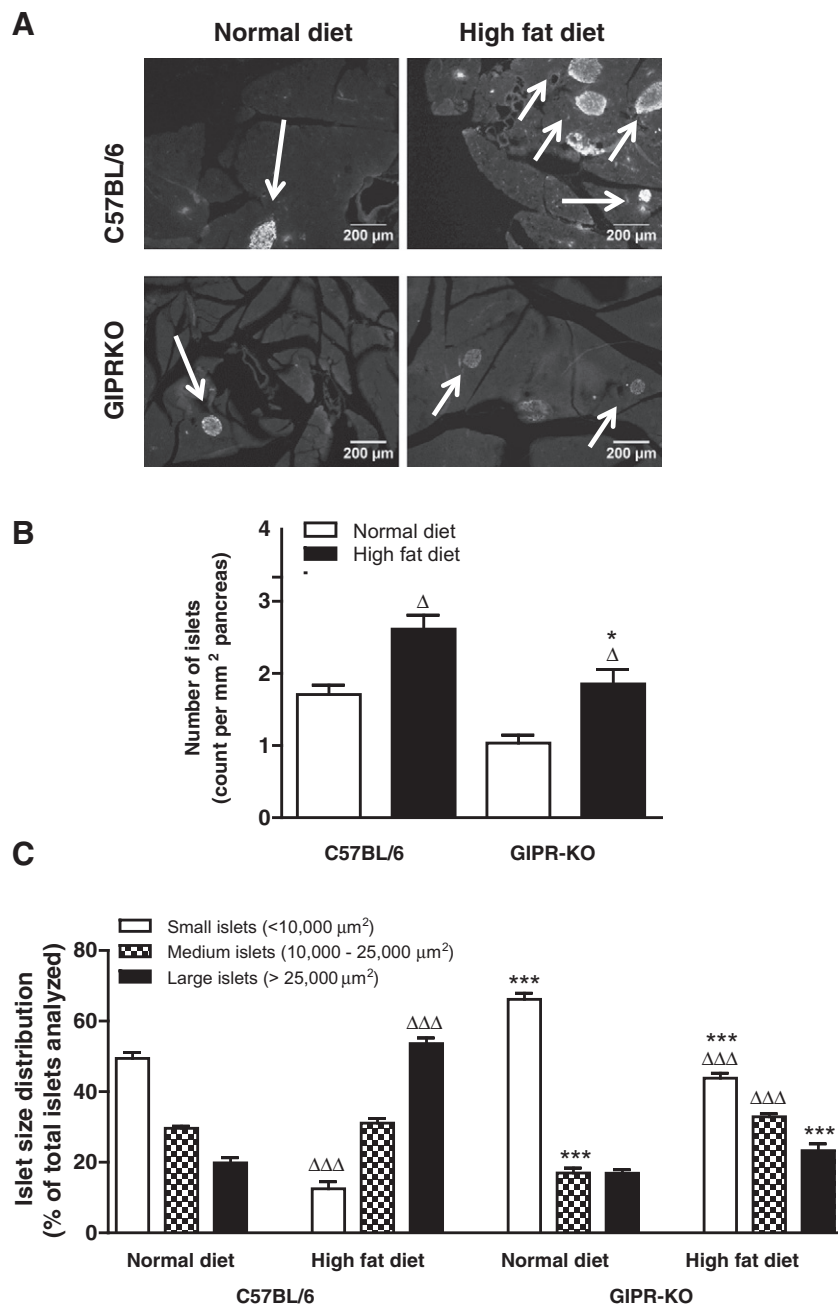 A
Normal diet
High fat diet
C57BL/6
200 µm
200 µm
GIPRKO
200 µm
200 µm
B
Number of islets
(count per mm² pancreas)
4
3
2
1
0
Normal diet
High fat diet
Δ
*
Δ
C57BL/6
GIPR-KO
C
Islet size distribution
(% of total islets analyzed)
80
60
40
20
0
Small islets (<10,000 µm²)
Medium islets (10,000 - 25,000 µm²)
Large islets (> 25,000 µm²)
ΔΔΔ
ΔΔΔ
***
***
***
ΔΔΔ
ΔΔΔ
***
Normal diet
High fat diet
Normal diet
High fat diet
C57BL/6
GIPR-KO